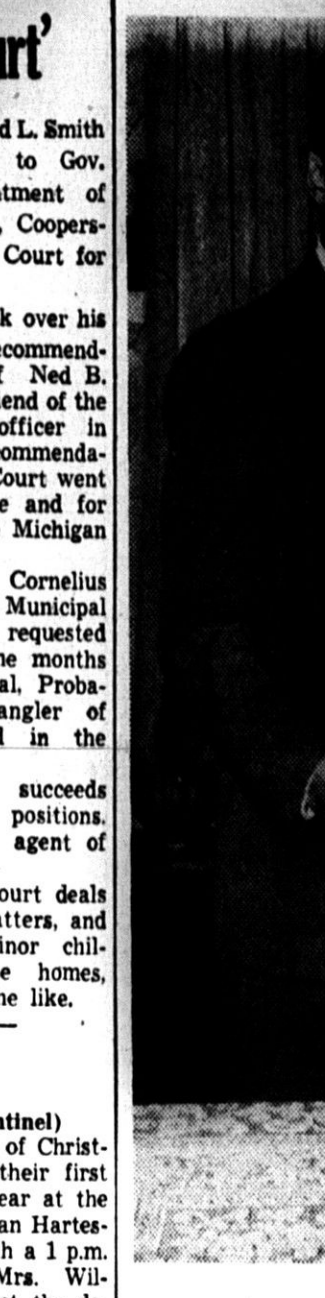 urt'
d L. Smith
to Gov.
tment of
, Coopers-
Court for
k over his
ecommend-
f Ned B.
end of the
officer in
ommenda-
Court went
e and for
Michigan
Cornelius
Municipal
requested
ne months
al, Proba-
angler of
l in the
succeeds
positions.
agent of
ourt deals
atters, and
inor chil-
e homes,
he like.
ntinel)
of Christ-
their first
ear at the
an Hartes-
h a 1 p.m.
Mrs. Wil-